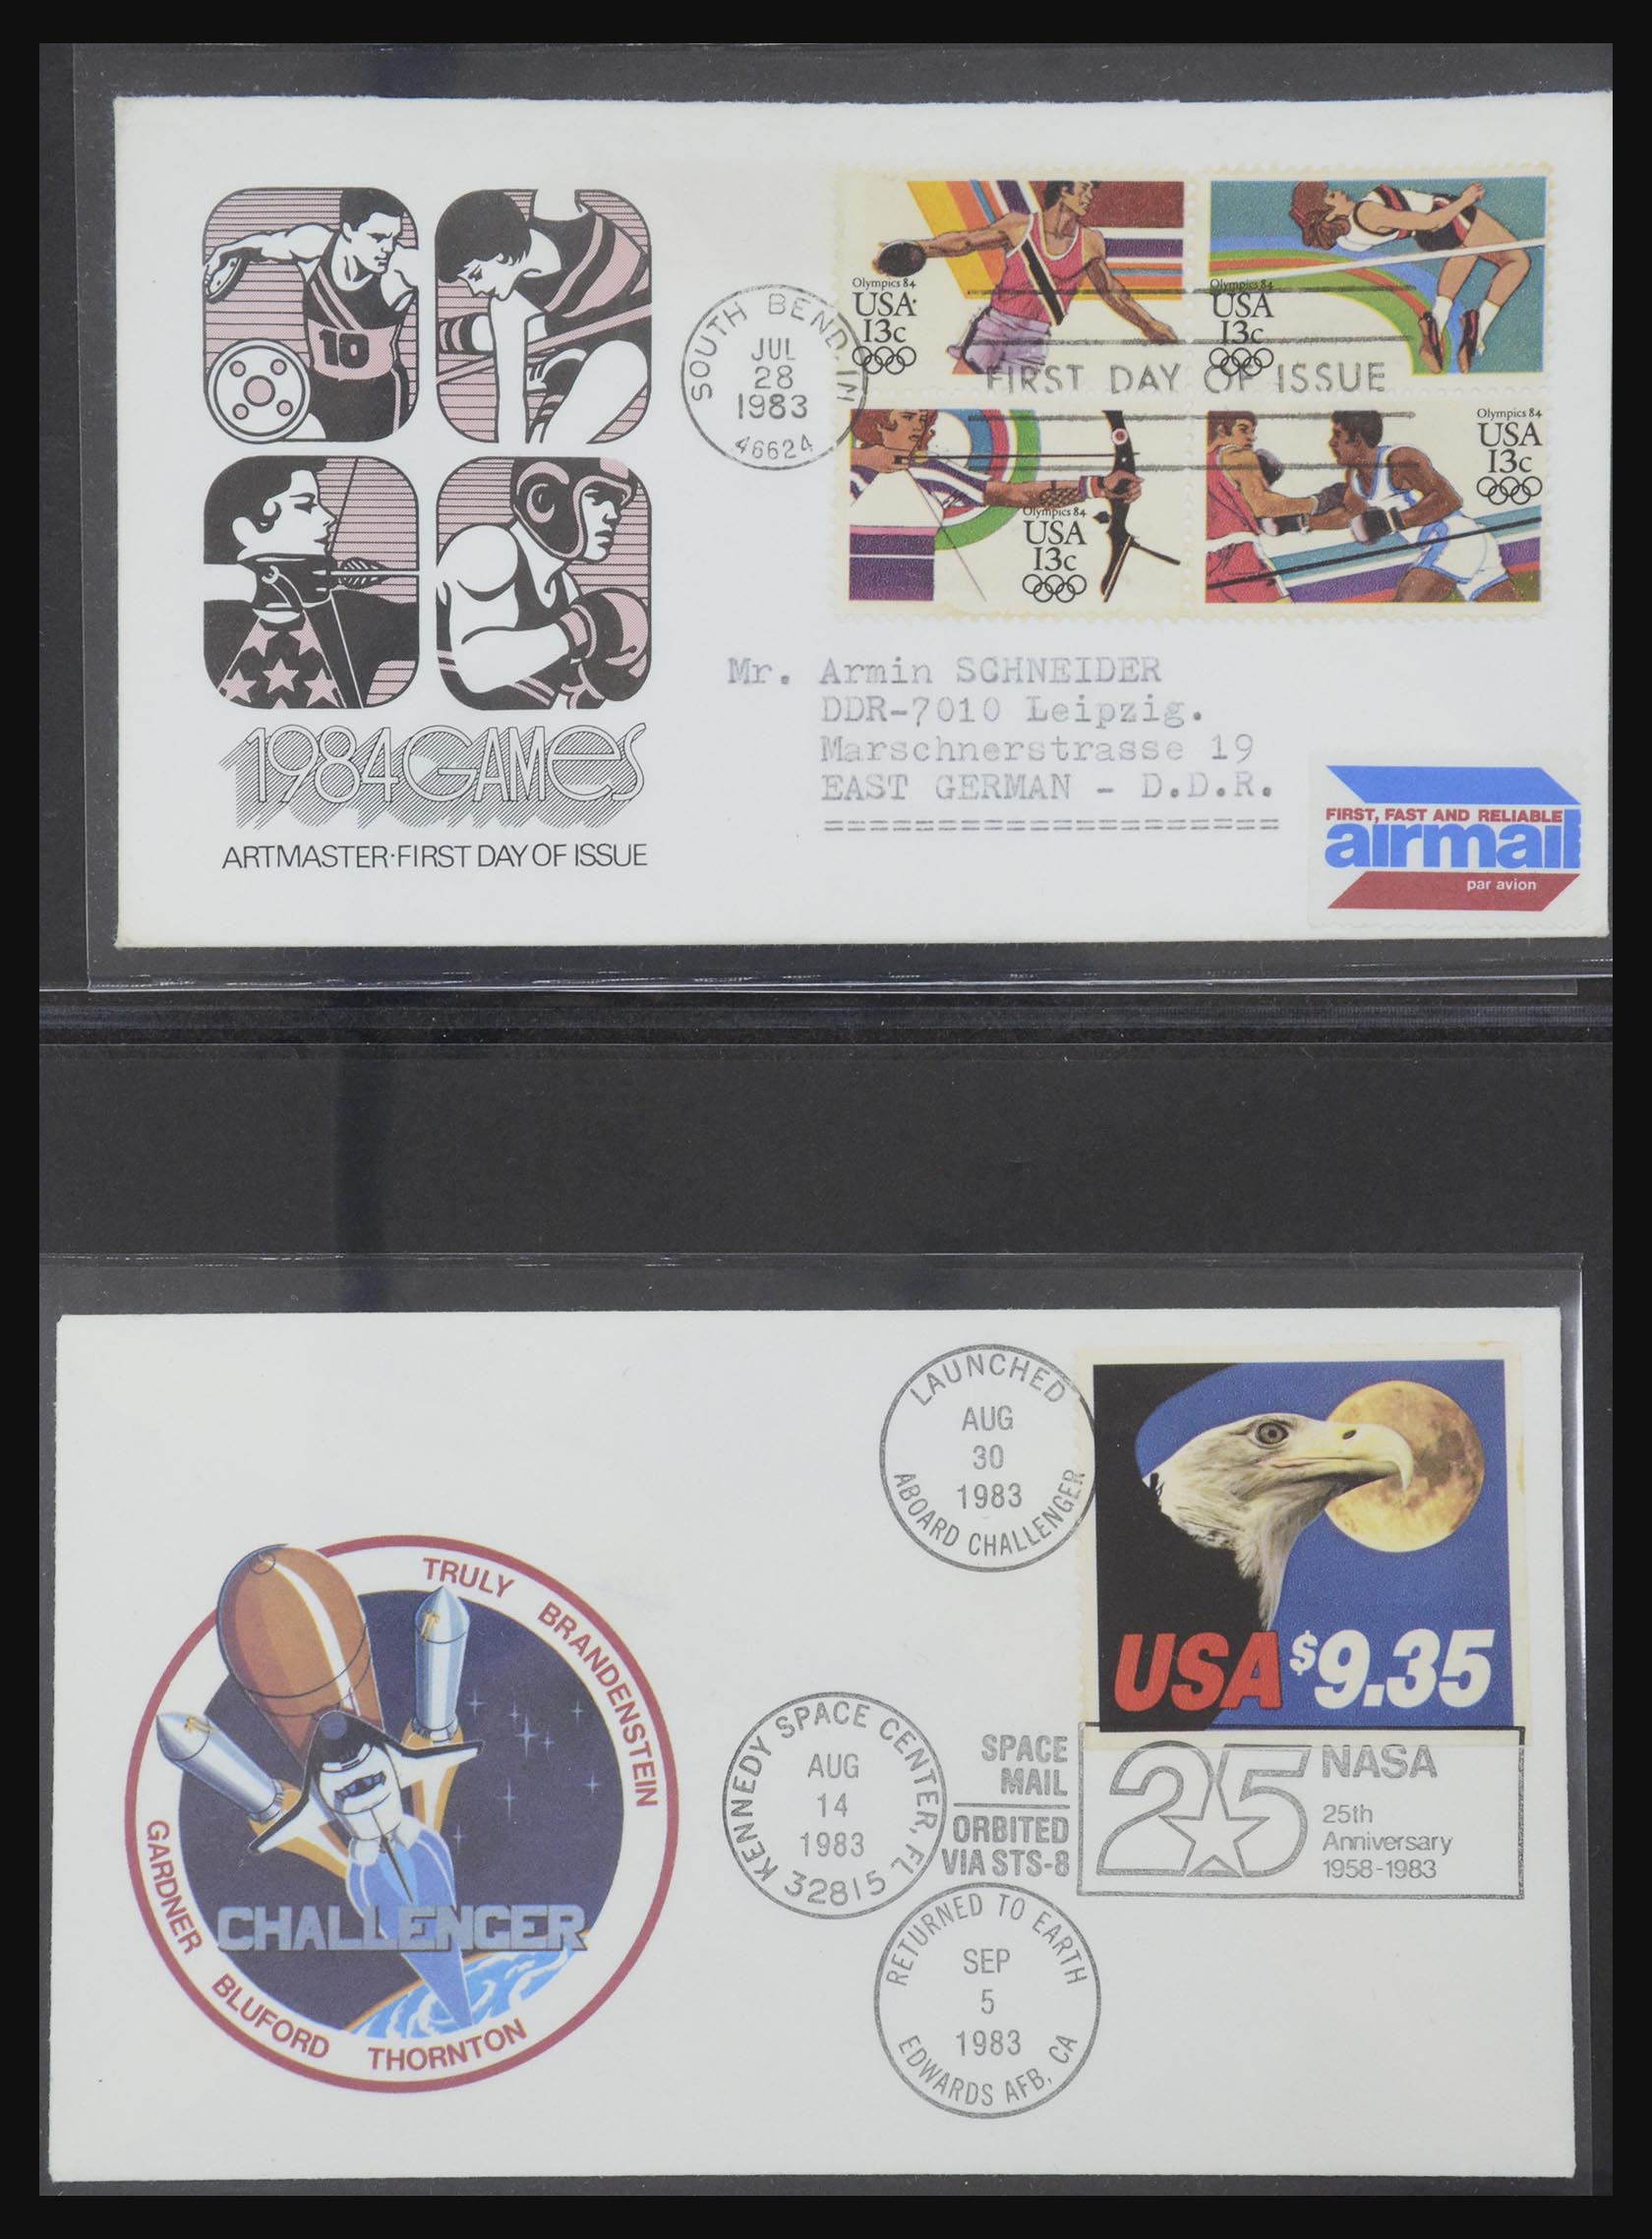 10
1984 GAMES
ARTMASTER·FIRST DAY OF ISSUE
SOUTH BEND, IN
JUL
28
1983
46624
Olympics 84
USA
13c
Olympics 84
USA
13c
FIRST DAY OF ISSUE
Olympics 84
USA
13c
Olympics 84
USA
13c
Mr. Armin SCHNEIDER
DDR-7010 Leipzig.
Marschnerstrasse 19
EAST GERMAN - D.D.R.
====================
FIRST, FAST AND RELIABLE
airmail
par avion
LAUNCHED
AUG
30
1983
ABOARD CHALLENGER
USA $9.35
TRULY BRANDENSTEIN
GARDNER BLUFORD THORNTON
CHALLENGER
KENNEDY SPACE CENTER, FL
AUG
14
1983
32815
SPACE
MAIL
ORBITED
VIA STS-8
25 NASA
25th
Anniversary
1958-1983
RETURNED TO EARTH
SEP
5
1983
EDWARDS AFB, CA